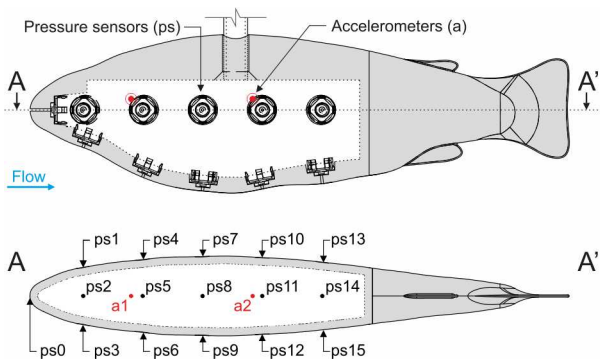 Pressure sensors (ps)
Accelerometers (a)
A
A’
Flow
ps1 ps4 ps7 ps10 ps13
A
A’
ps2 a1 ps5 ps8 a2 ps11 ps14
ps0 ps3 ps6 ps9 ps12 ps15